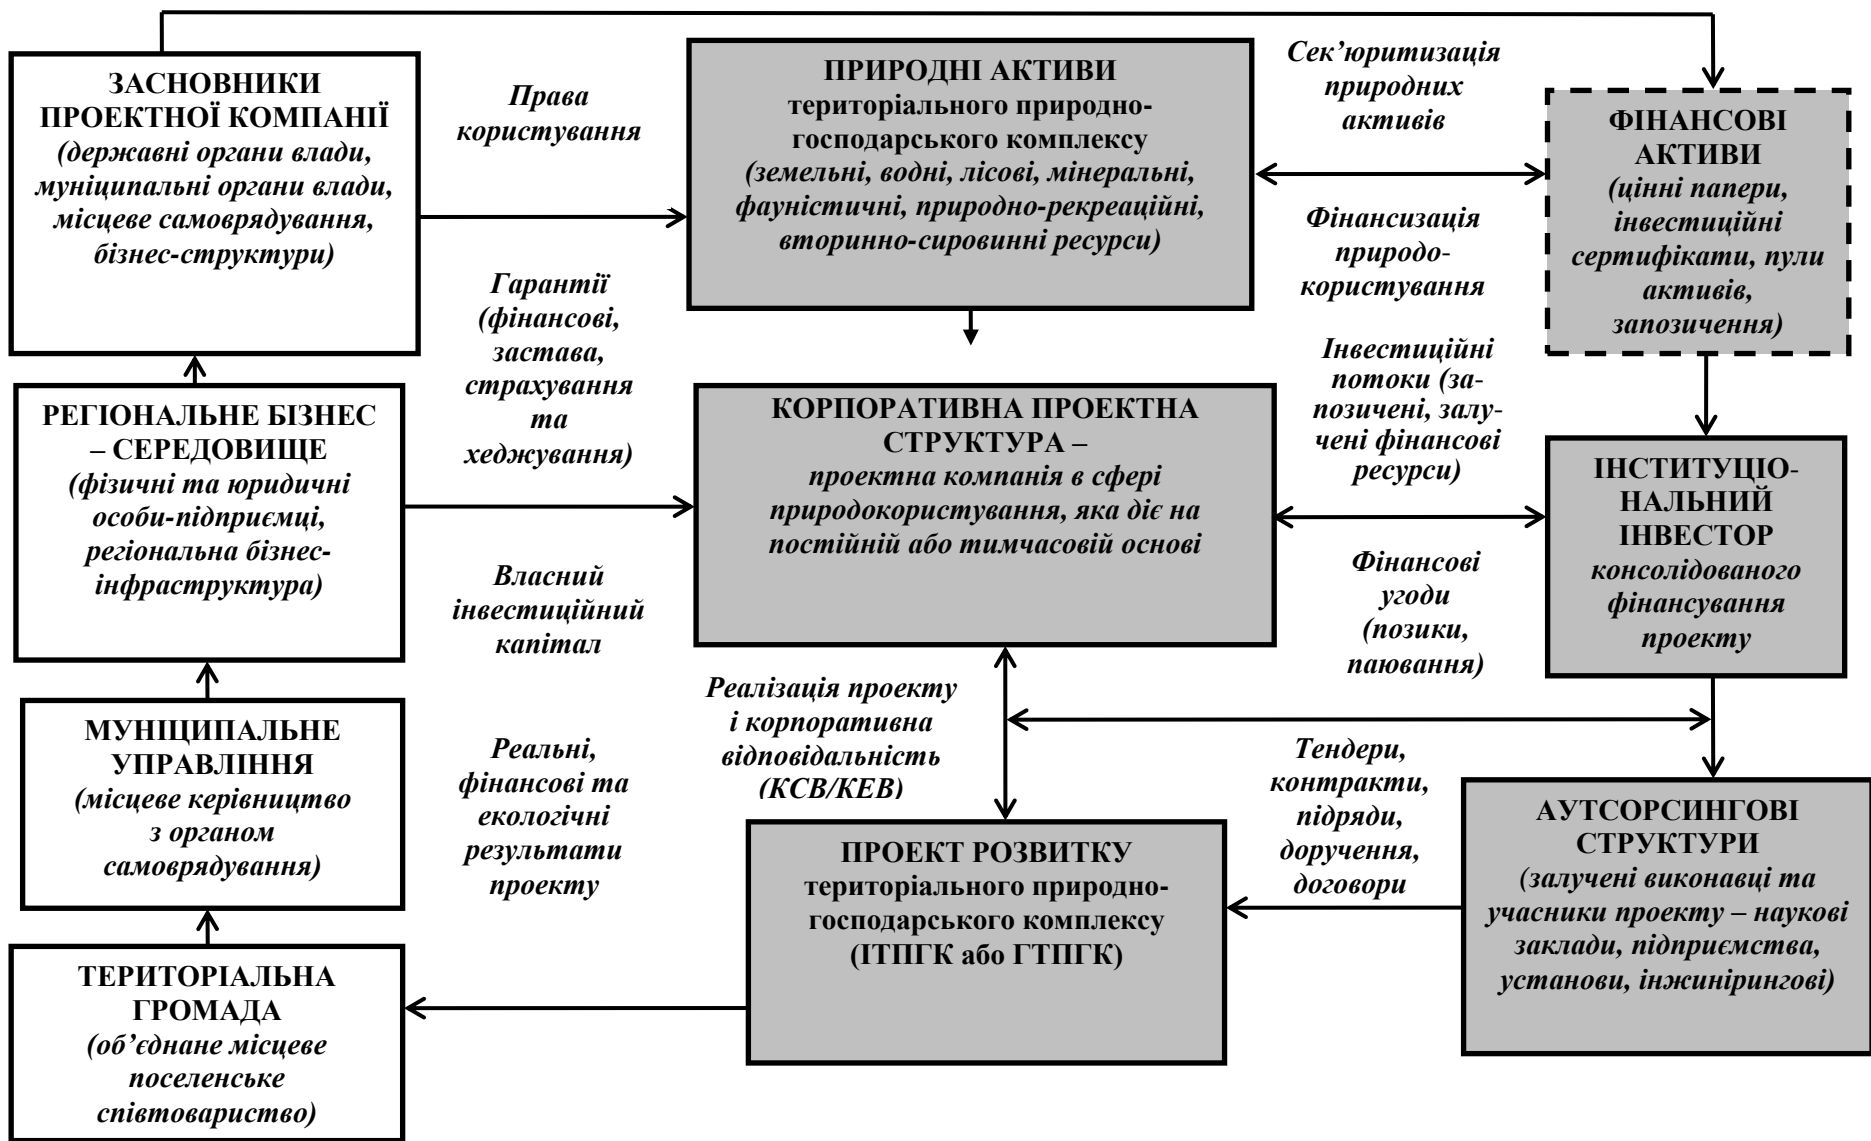 ЗАСНОВНИКИ
ПРОЕКТНОЇ КОМПАНІЇ
(державні органи влади,
муніципальні органи влади,
місцеве самоврядування,
бізнес-структури)
Права
користування
ПРИРОДНІ АКТИВИ
територіального природно-
господарського комплексу
(земельні, водні, лісові, мінеральні,
фауністичні, природно-рекреаційні,
вторинно-сировинні ресурси)
Сек’юритизація
природних
активів
Фінансизація
природо-
користування
ФІНАНСОВІ
АКТИВИ
(цінні папери,
інвестиційні
сертифікати, пули
активів,
запозичення)
Гарантії
(фінансові,
застава,
страхування
та
хеджування)
Інвестиційні
потоки (за-
позичені, залу-
чені фінансові
ресурси)
РЕГІОНАЛЬНЕ БІЗНЕС
– СЕРЕДОВИЩЕ
(фізичні та юридичні
особи-підприємці,
регіональна бізнес-
інфраструктура)
КОРПОРАТИВНА ПРОЕКТНА
СТРУКТУРА –
проектна компанія в сфері
природокористування, яка діє на
постійній або тимчасовій основі
ІНСТИТУЦІО-
НАЛЬНИЙ
ІНВЕСТОР
консолідованого
фінансування
проекту
Власний
інвестиційний
капітал
Фінансові
угоди
(позики,
паювання)
МУНІЦИПАЛЬНЕ
УПРАВЛІННЯ
(місцеве керівництво
з органом
самоврядування)
Реальні,
фінансові та
екологічні
результати
проекту
Реалізація проекту
і корпоративна
відповідальність
(КСВ/КЕВ)
Тендери,
контракти,
підряди,
доручення,
договори
АУТСОРСИНГОВІ
СТРУКТУРИ
(залучені виконавці та
учасники проекту – наукові
заклади, підприємства,
установи, інжинірингові)
ПРОЕКТ РОЗВИТКУ
територіального природно-
господарського комплексу
(ІТПГК або ГТПГК)
ТЕРИТОРІАЛЬНА
ГРОМАДА
(об’єднане місцеве
поселенське
співтовариство)